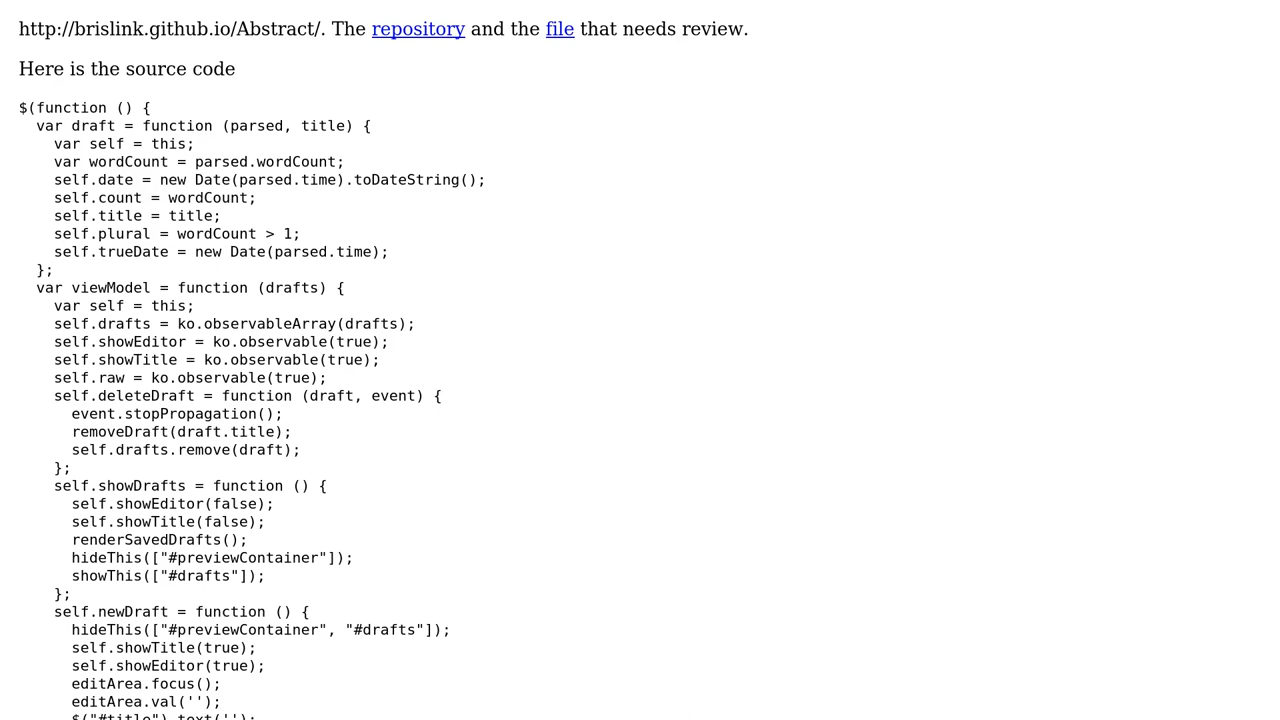 http://brislink.github.io/Abstract/. The repository and the file that needs review.
Here is the source code
$(function () {
  var draft = function (parsed, title) {
    var self = this;
    var wordCount = parsed.wordCount;
    self.date = new Date(parsed.time).toDateString();
    self.count = wordCount;
    self.title = title;
    self.plural = wordCount > 1;
    self.trueDate = new Date(parsed.time);
  };
  var viewModel = function (drafts) {
    var self = this;
    self.drafts = ko.observableArray(drafts);
    self.showEditor = ko.observable(true);
    self.showTitle = ko.observable(true);
    self.raw = ko.observable(true);
    self.deleteDraft = function (draft, event) {
      event.stopPropagation();
      removeDraft(draft.title);
      self.drafts.remove(draft);
    };
    self.showDrafts = function () {
      self.showEditor(false);
      self.showTitle(false);
      renderSavedDrafts();
      hideThis(["#previewContainer"]);
      showThis(["#drafts"]);
    };
    self.newDraft = function () {
      hideThis(["#previewContainer", "#drafts"]);
      self.showTitle(true);
      self.showEditor(true);
      editArea.focus();
      editArea.val('');
      $("#title").text('');